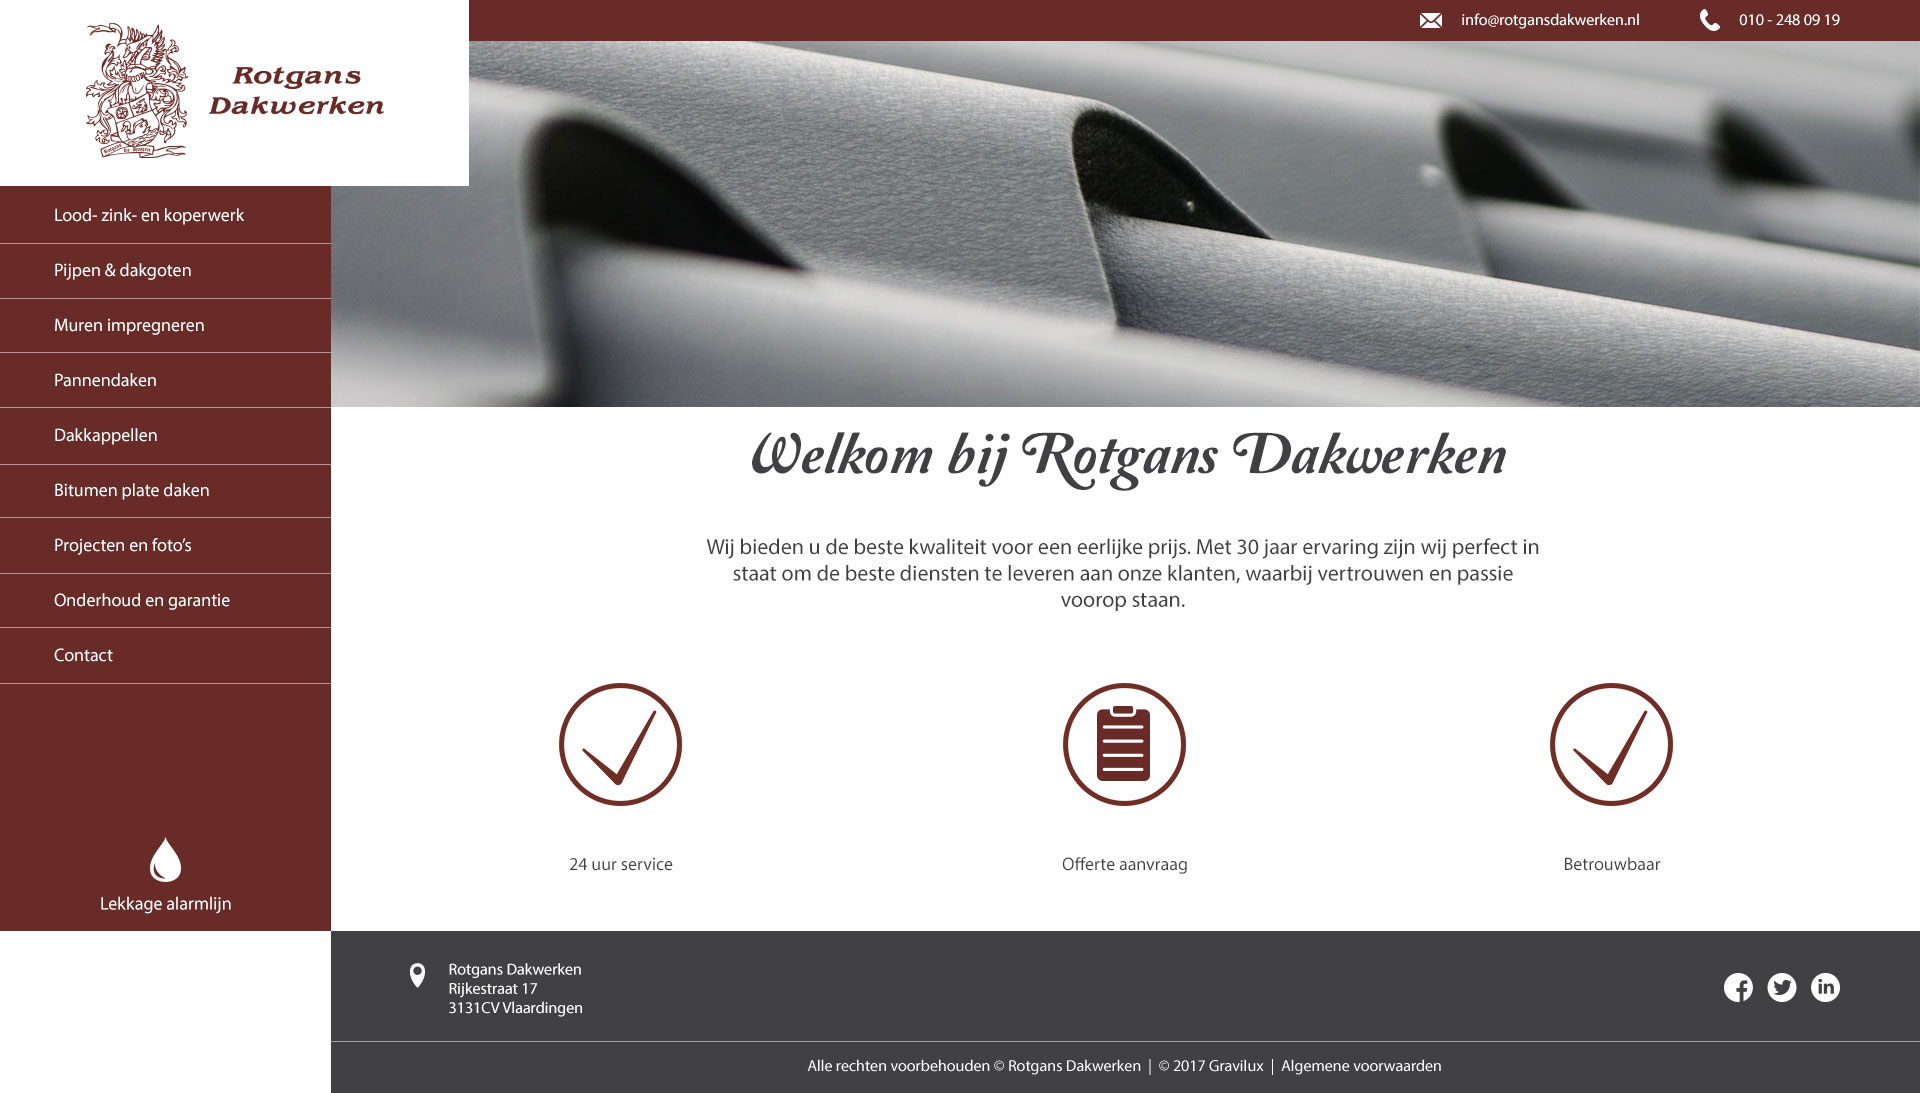 info@rotgansdakwerken.nl
010 - 248 09 19
Rotgans
Dakwerken
Lood- zink- en koperwerk
Pijpen & dakgoten
Muren impregneren
Pannendaken
Dakkappellen
Bitumen plate daken
Projecten en foto’s
Onderhoud en garantie
Contact
Lekkage alarmlijn
Welkom bij Rotgans Dakwerken
Wij bieden u de beste kwaliteit voor een eerlijke prijs. Met 30 jaar ervaring zijn wij perfect in
staat om de beste diensten te leveren aan onze klanten, waarbij vertrouwen en passie
voorop staan.
24 uur service
Offerte aanvraag
Betrouwbaar
Rotgans Dakwerken
Rijkestraat 17
3131CV Vlaardingen
Alle rechten voorbehouden © Rotgans Dakwerken | © 2017 Gravilux | Algemene voorwaarden